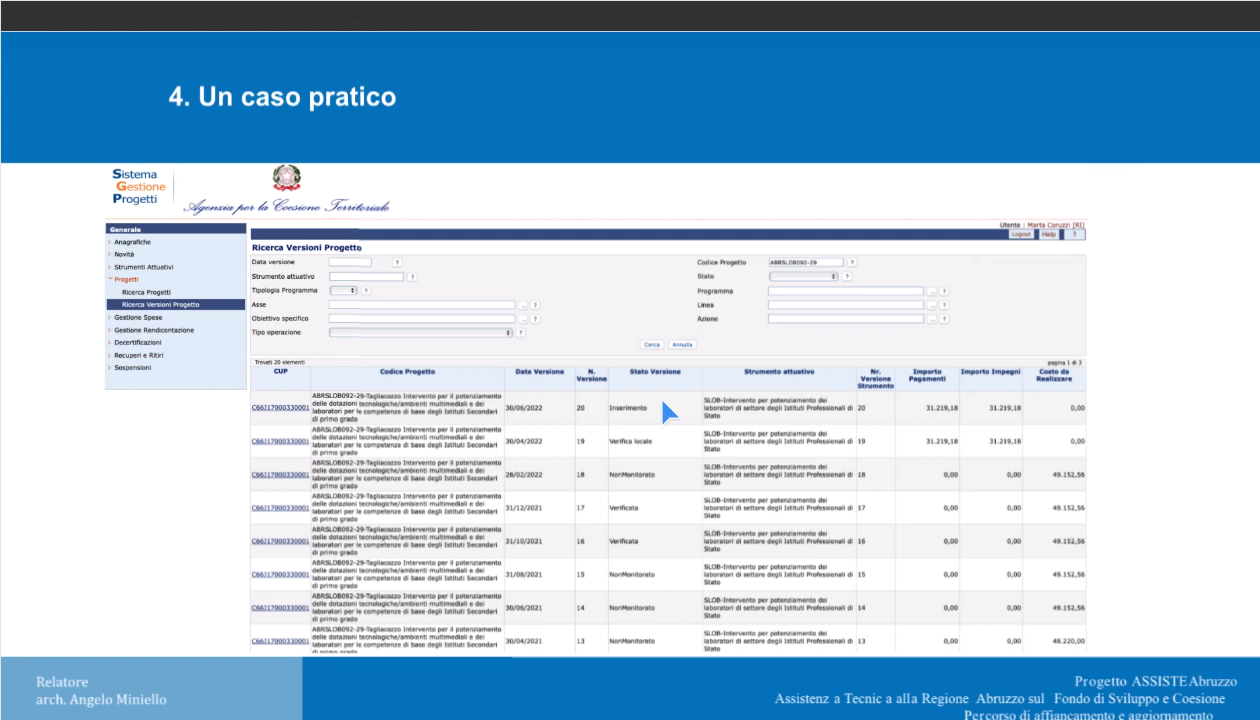 4. Un caso pratico
Sistema
Gestione
Progetti
Agenzia per la Coesione Territoriale
Utente : Marta Coruzzi [RI]
Logout Help ?
Generale
Anagrafiche
Novità
Strumenti Attuativi
Progetti
Ricerca Progetti
Ricerca Versioni Progetto
Gestione Spese
Gestione Rendicontazione
Decertificazioni
Recuperi e Ritiri
Sospensioni
Ricerca Versioni Progetto
Data versione ? Codice Progetto ABRSLOB092-29 ?
Strumento attuativo ? Stato ?
Tipologia Programma ? Programma ... ?
Asse ... ? Linea ... ?
Obiettivo specifico ... ? Azione ... ?
Tipo operazione ?
Cerca Annulla
Trovati 20 elementi pagina 1 di 3
CUP Codice Progetto Data Versione N. Versione Stato Versione Strumento attuativo Nr. Versione Strumento Importo Pagamenti Importo Impegni Costo da Realizzare
C66J17000330001 ABRSLOB092-29-Tagliacozzo Intervento per il potenziamento
delle dotazioni tecnologiche/ambienti multimediali e dei
laboratori per le competenze di base degli Istituti Secondari
di primo grado
30/06/2022 20 Inserimento SLOB-Intervento per potenziamento dei
laboratori di settore degli Istituti Professionali di
Stato
20 31.219,18 31.219,18 0,00
C66J17000330001 ABRSLOB092-29-Tagliacozzo Intervento per il potenziamento
delle dotazioni tecnologiche/ambienti multimediali e dei
laboratori per le competenze di base degli Istituti Secondari
di primo grado
30/04/2022 19 Verifica locale SLOB-Intervento per potenziamento dei
laboratori di settore degli Istituti Professionali di
Stato
19 31.219,18 31.219,18 0,00
C66J17000330001 ABRSLOB092-29-Tagliacozzo Intervento per il potenziamento
delle dotazioni tecnologiche/ambienti multimediali e dei
laboratori per le competenze di base degli Istituti Secondari
di primo grado
28/02/2022 18 NonMonitorato SLOB-Intervento per potenziamento dei
laboratori di settore degli Istituti Professionali di
Stato
18 0,00 0,00 49.152,56
C66J17000330001 ABRSLOB092-29-Tagliacozzo Intervento per il potenziamento
delle dotazioni tecnologiche/ambienti multimediali e dei
laboratori per le competenze di base degli Istituti Secondari
di primo grado
31/12/2021 17 Verificata SLOB-Intervento per potenziamento dei
laboratori di settore degli Istituti Professionali di
Stato
17 0,00 0,00 49.152,56
C66J17000330001 ABRSLOB092-29-Tagliacozzo Intervento per il potenziamento
delle dotazioni tecnologiche/ambienti multimediali e dei
laboratori per le competenze di base degli Istituti Secondari
di primo grado
31/10/2021 16 Verificata SLOB-Intervento per potenziamento dei
laboratori di settore degli Istituti Professionali di
Stato
16 0,00 0,00 49.152,56
C66J17000330001 ABRSLOB092-29-Tagliacozzo Intervento per il potenziamento
delle dotazioni tecnologiche/ambienti multimediali e dei
laboratori per le competenze di base degli Istituti Secondari
di primo grado
31/08/2021 15 NonMonitorato SLOB-Intervento per potenziamento dei
laboratori di settore degli Istituti Professionali di
Stato
15 0,00 0,00 49.152,56
C66J17000330001 ABRSLOB092-29-Tagliacozzo Intervento per il potenziamento
delle dotazioni tecnologiche/ambienti multimediali e dei
laboratori per le competenze di base degli Istituti Secondari
di primo grado
30/06/2021 14 NonMonitorato SLOB-Intervento per potenziamento dei
laboratori di settore degli Istituti Professionali di
Stato
14 0,00 0,00 49.152,56
C66J17000330001 ABRSLOB092-29-Tagliacozzo Intervento per il potenziamento
delle dotazioni tecnologiche/ambienti multimediali e dei
laboratori per le competenze di base degli Istituti Secondari
di primo grado
30/04/2021 13 NonMonitorato SLOB-Intervento per potenziamento dei
laboratori di settore degli Istituti Professionali di
Stato
13 0,00 0,00 48.220,00
Relatore
arch. Angelo Miniello
Progetto ASSISTE Abruzzo
Assistenz a Tecnic a alla Regione Abruzzo sul Fondo di Sviluppo e Coesione
Percorso di affiancamento e aggiornamento